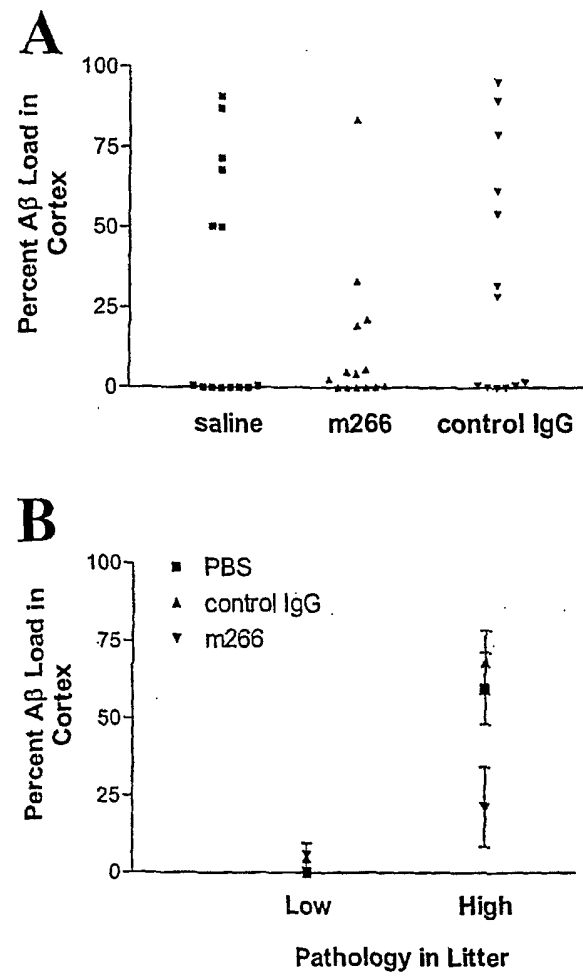 A
Percent Aβ Load in
Cortex
100
75
50
25
0
saline m266 control IgG
B
Percent Aβ Load in
Cortex
100
75
50
25
0
PBS
control IgG
m266
Low High
Pathology in Litter